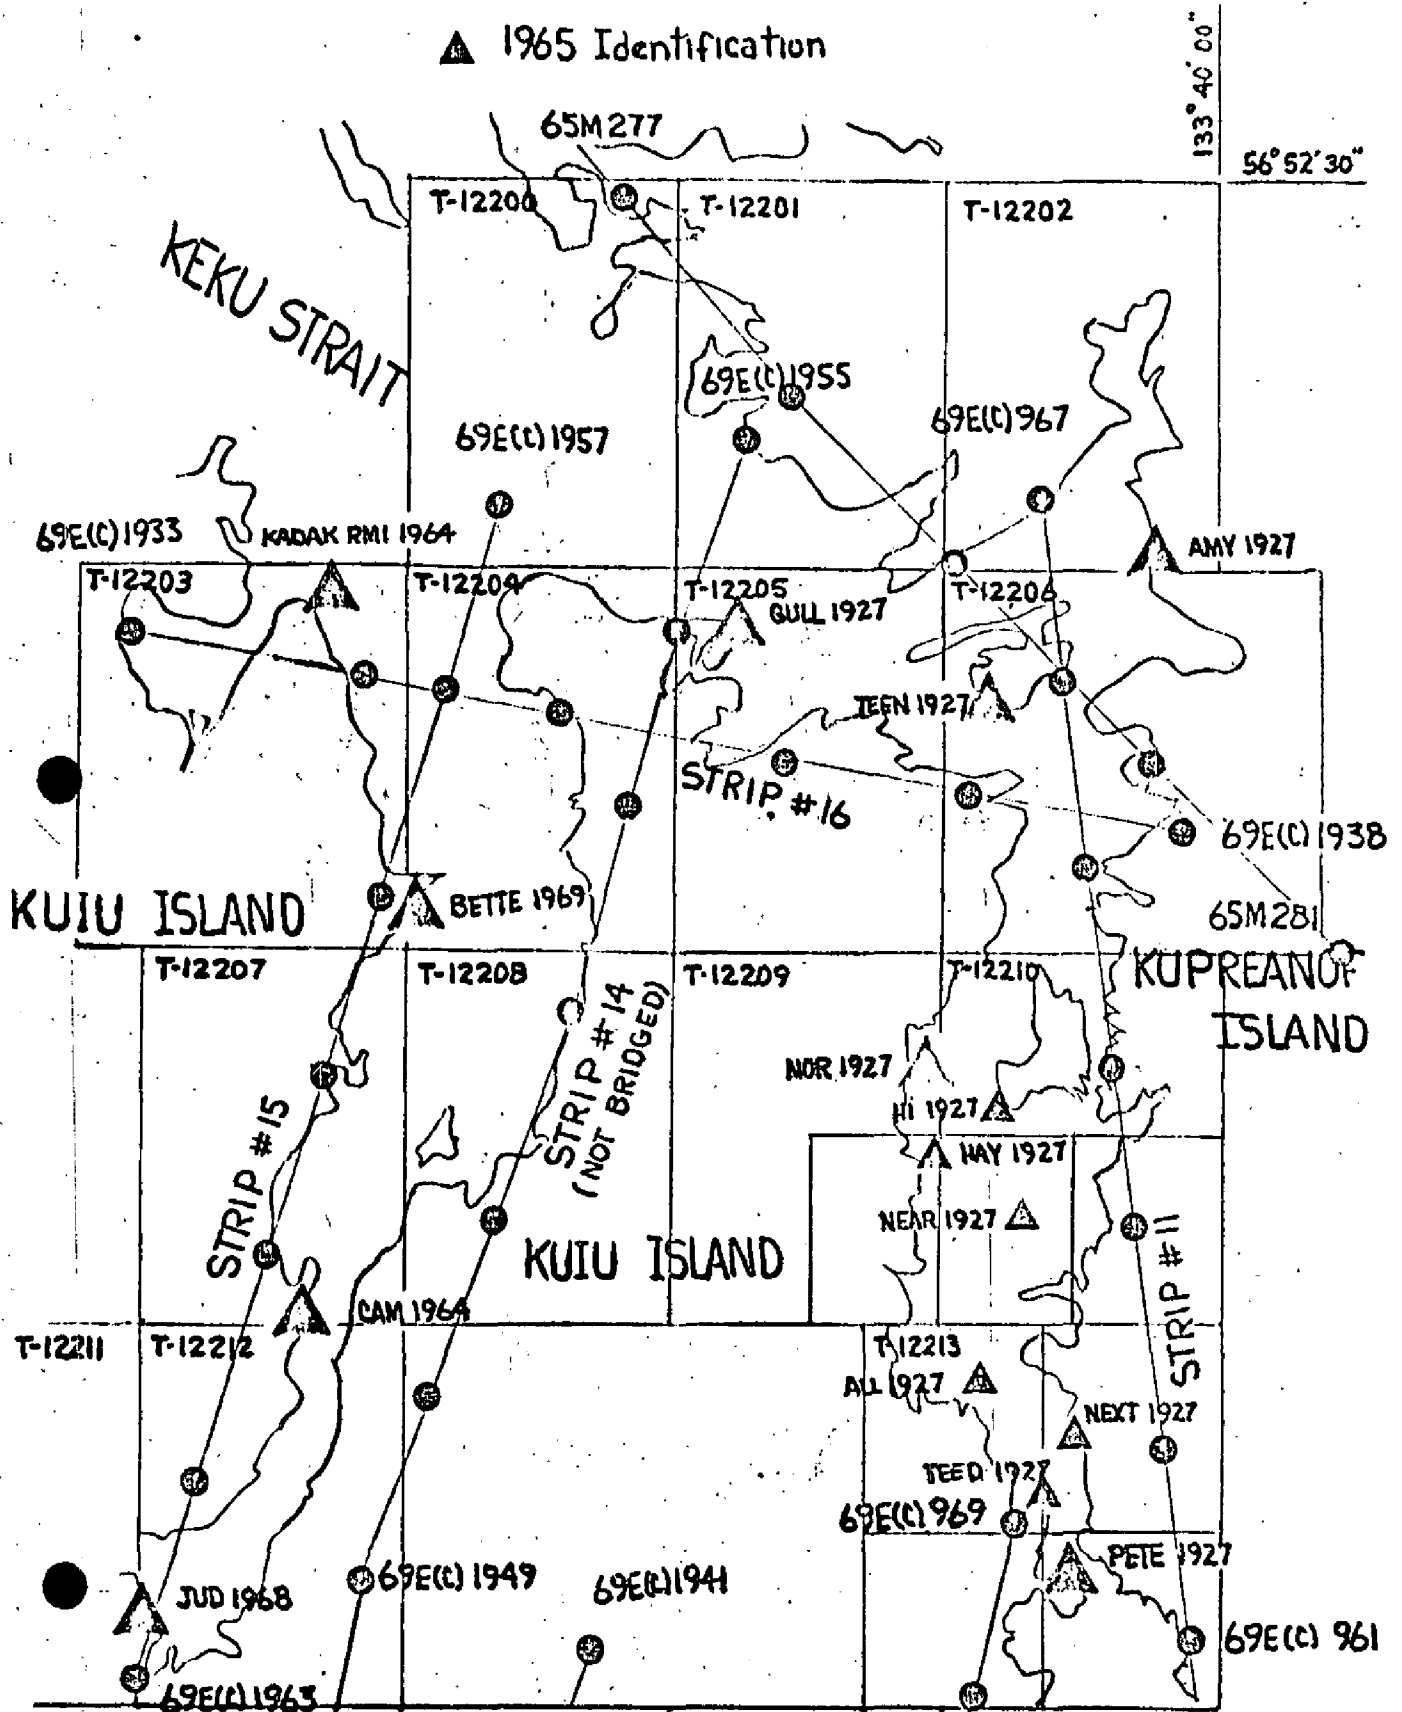 1965 Identification
133° 40' 00"
65M277
56° 52' 30"
T-12200
T-12201
T-12202
KEKU STRAIT
69E(C)1955
69E(C)967
69E(C)1957
69E(C)1933
KADAK RM1 1964
AMY 1927
T-12203
T-12204
T-12205
T-12206
GULL 1927
TEEN 1927
STRIP #16
69E(C)1938
KUIU ISLAND
BETTE 1969
65M281
T-12207
T-12208
T-12209
T-12210
KUPREANOF
ISLAND
STRIP #14
(NOT BRIDGED)
NOR 1927
HI 1927
STRIP #15
HAY 1927
NEAR 1927
KUIU ISLAND
STRIP #11
CAM 1964
T-12211
T-12212
T-12213
ALL 1927
NEXT 1927
TEED 1927
69E(C)969
PETE 1927
JUD 1968
69E(C)1949
69E(C)1941
69E(C) 961
69E(C)1963